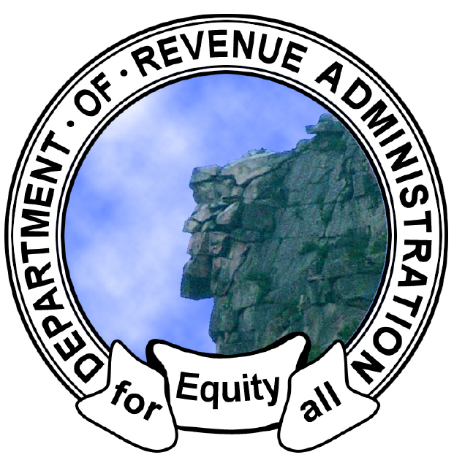 DEPARTMENT · OF · REVENUE ADMINISTRATION
Equity
for all